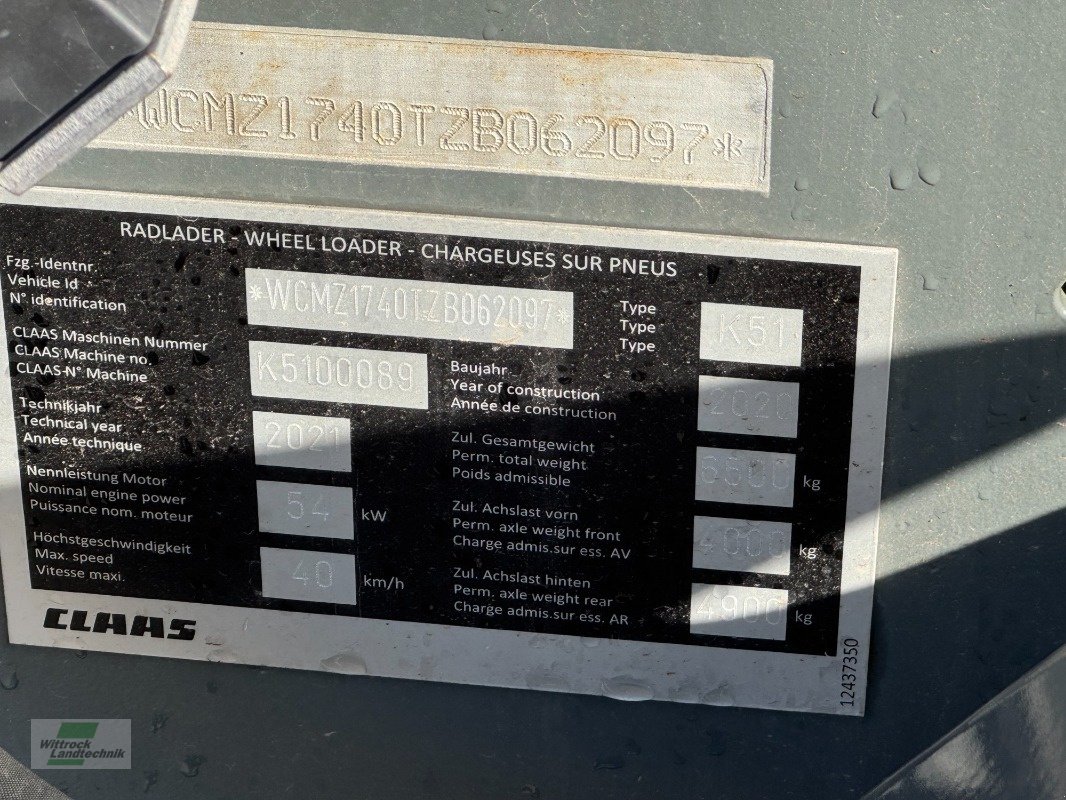 *WCMZ1740TZB062097*
RADLADER - WHEEL LOADER - CHARGEUSES SUR PNEUS
Fzg.-Identnr.
Vehicle Id
N° identification
*WCMZ1740TZB062097*
Type
Type
Type
K51
CLAAS Maschinen Nummer
CLAAS Machine no.
CLAAS-N° Machine
K5100089
Baujahr
Year of construction
Année de construction
2020
Technikjahr
Technical year
Année technique
2021
Zul. Gesamtgewicht
Perm. total weight
Poids admissible
6500 kg
Nennleistung Motor
Nominal engine power
Puissance nom. moteur
54 kW
Zul. Achslast vorn
Perm. axle weight front
Charge admis.sur ess. AV
4000 kg
Höchstgeschwindigkeit
Max. speed
Vitesse maxi.
40 km/h
Zul. Achslast hinten
Perm. axle weight rear
Charge admis.sur ess. AR
4900 kg
CLAAS
12437350
Wittrock
Landtechnik